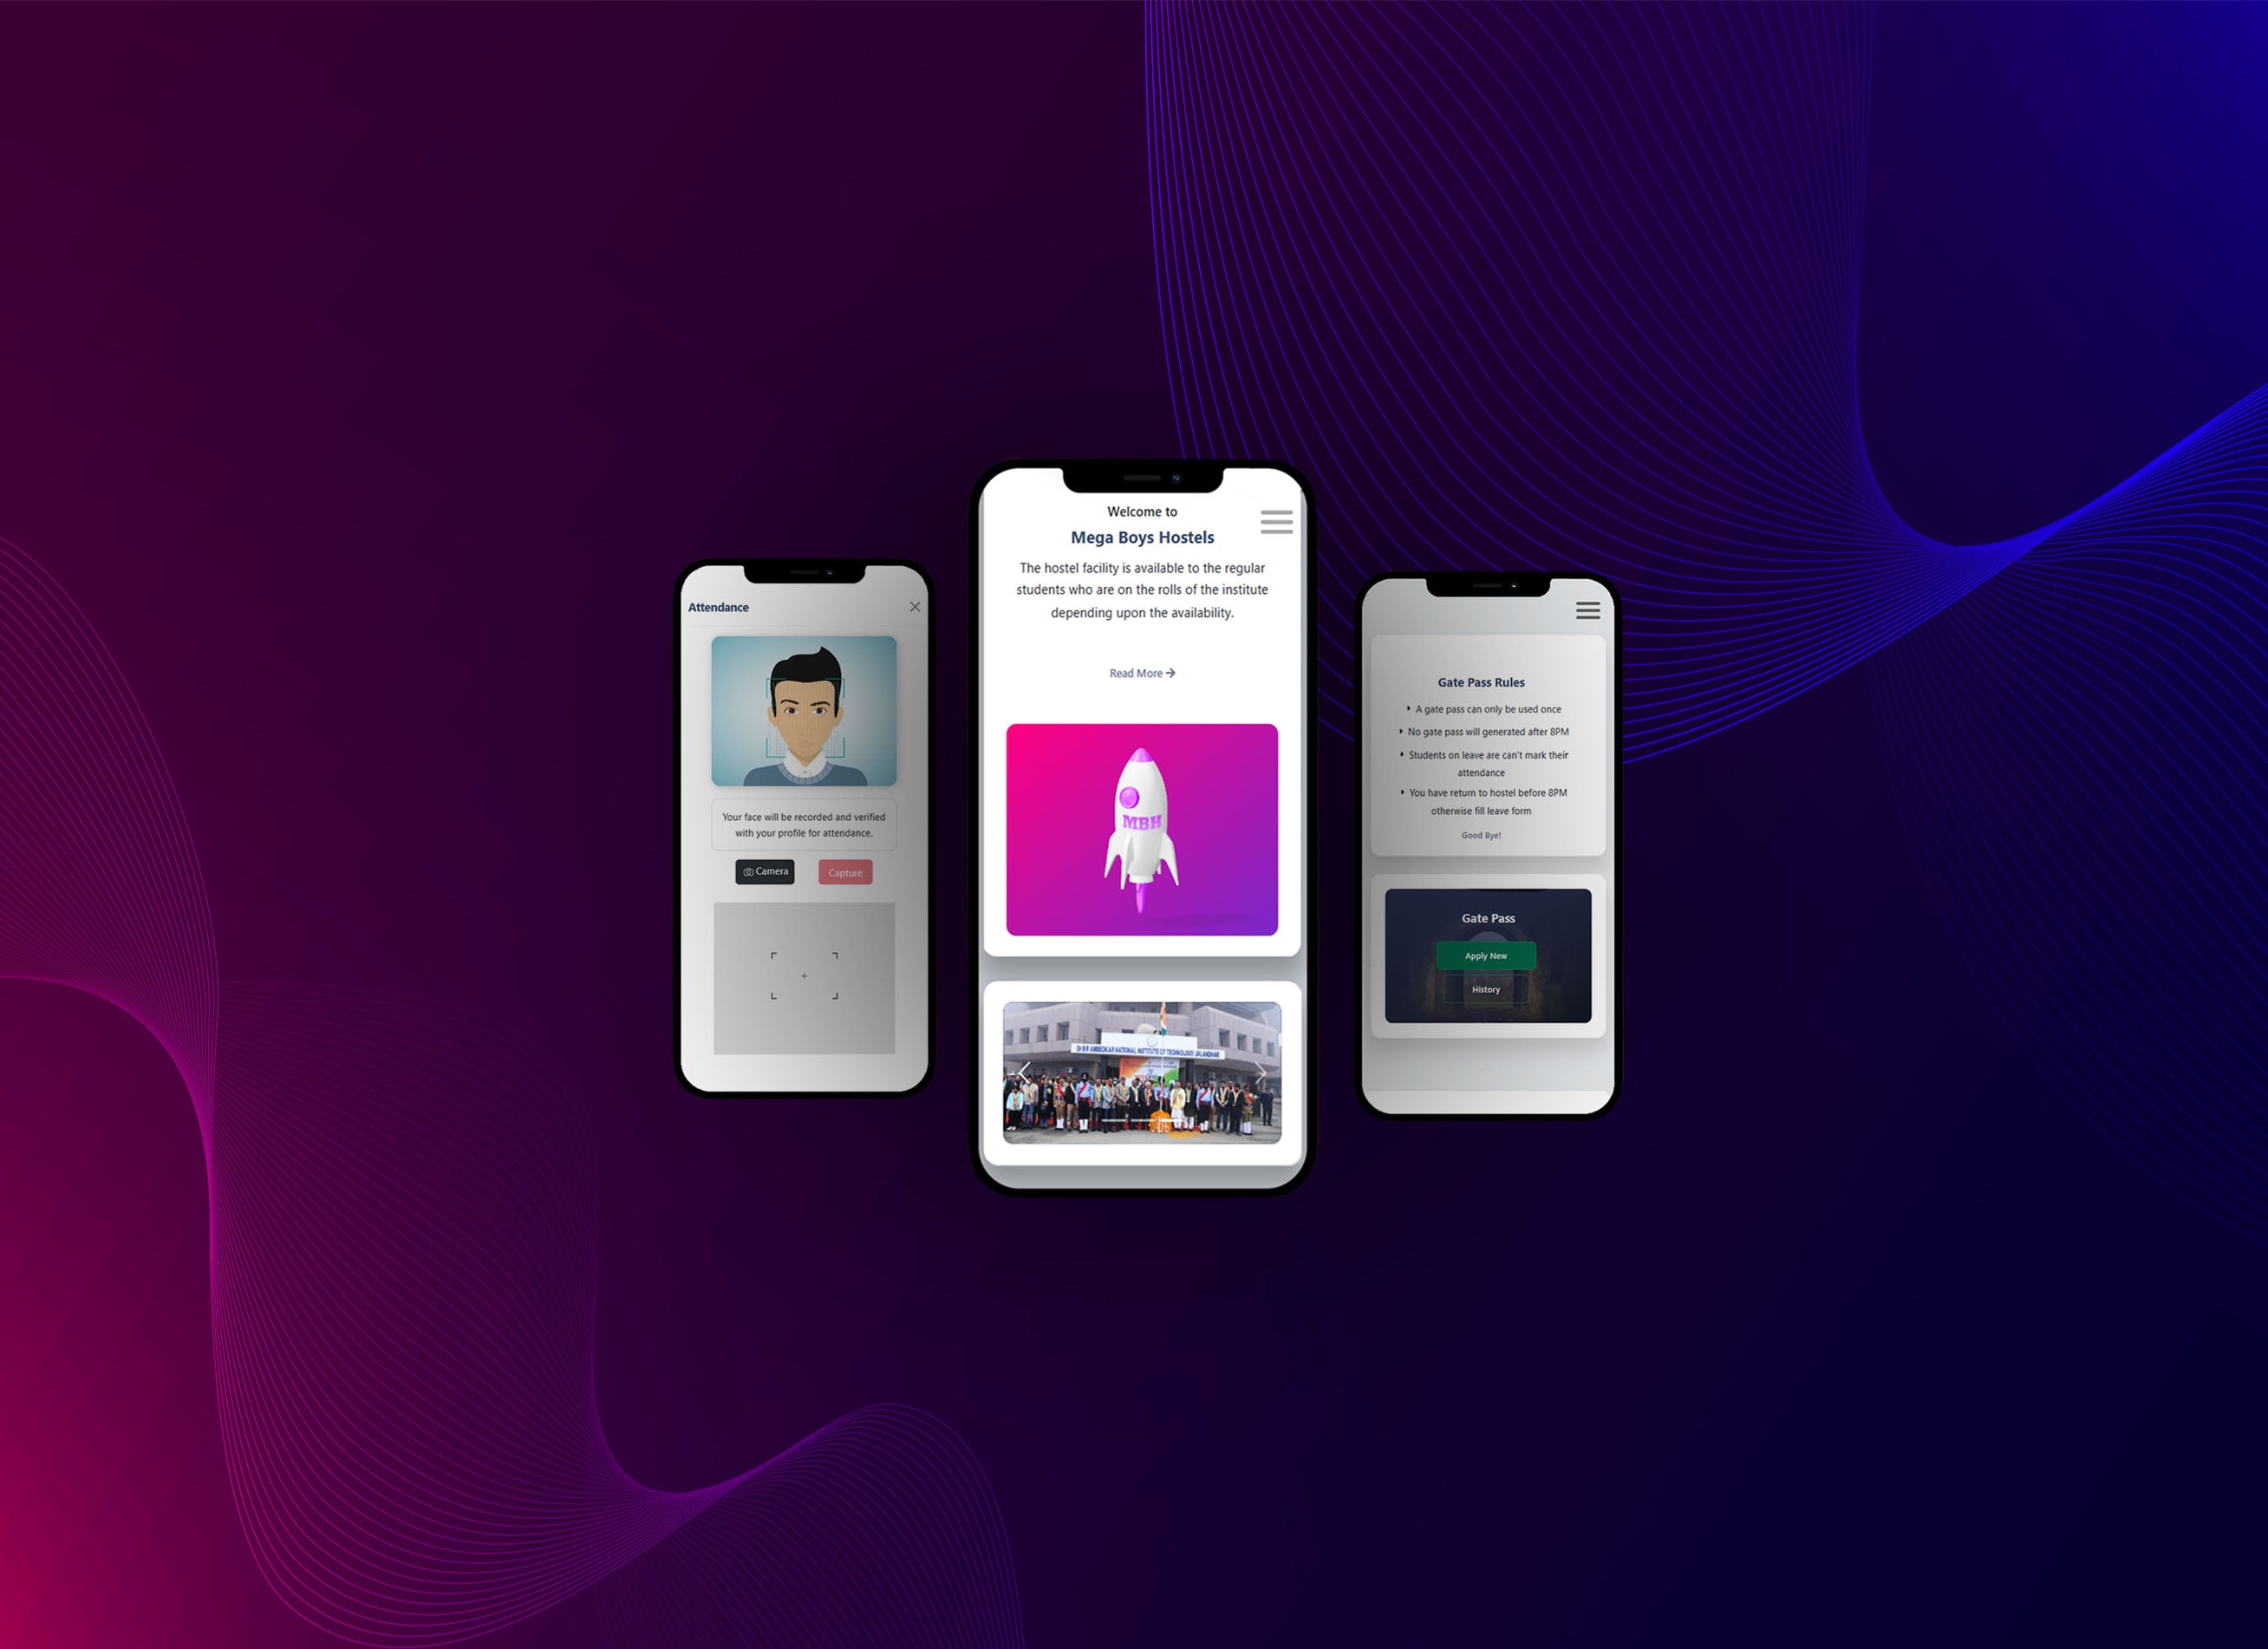 Attendance
Your face will be recorded and verified
with your profile for attendance.
Camera
Capture
Welcome to
Mega Boys Hostels
The hostel facility is available to the regular
students who are on the rolls of the institute
depending upon the availability.
Read More
MBH
Dr B R AMBEDKAR NATIONAL INSTITUTE OF TECHNOLOGY JALANDHAR
Gate Pass Rules
A gate pass can only be used once
No gate pass will generated after 8PM
Students on leave are can't mark their
attendance
You have return to hostel before 8PM
otherwise fill leave form
Good Bye!
Gate Pass
Apply New
History